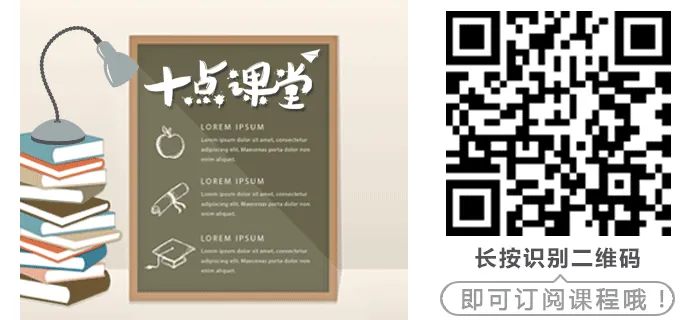 十点课堂
LOREM IPSUM
Lorem ipsum dolor sit amet, consectetur
adipiscing elit. Maecenas porta dolor non
enim aliquet.
LOREM IPSUM
Lorem ipsum dolor sit amet, consectetur
adipiscing elit. Maecenas porta dolor non
enim aliquet.
LOREM IPSUM
Lorem ipsum dolor sit amet, consectetur
adipiscing elit. Maecenas porta dolor non
enim aliquet.
长按识别二维码
即可订阅课程哦！